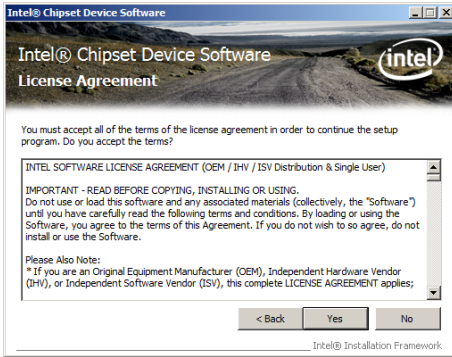 Intel® Chipset Device Software
Intel® Chipset Device Software
License Agreement
intel
You must accept all of the terms of the license agreement in order to continue the setup
program. Do you accept the terms?
INTEL SOFTWARE LICENSE AGREEMENT (OEM / IHV / ISV Distribution & Single User)
IMPORTANT - READ BEFORE COPYING, INSTALLING OR USING.
Do not use or load this software and any associated materials (collectively, the "Software")
until you have carefully read the following terms and conditions. By loading or using the
Software, you agree to the terms of this Agreement. If you do not wish to so agree, do not
install or use the Software.
Please Also Note:
* If you are an Original Equipment Manufacturer (OEM), Independent Hardware Vendor
(IHV), or Independent Software Vendor (ISV), this complete LICENSE AGREEMENT applies;
< Back Yes No
Intel® Installation Framework